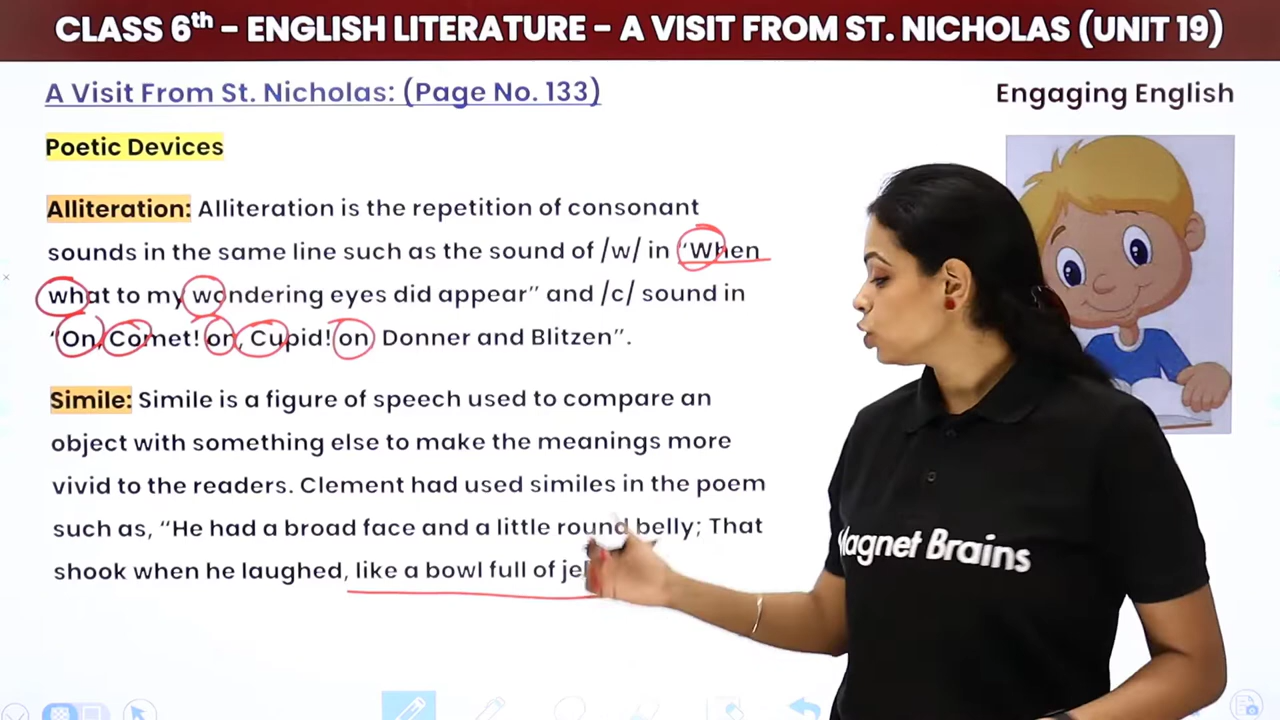 CLASS 6th – ENGLISH LITERATURE – A VISIT FROM ST. NICHOLAS (UNIT 19)
A Visit From St. Nicholas: (Page No. 133)
Engaging English
Poetic Devices
Alliteration: Alliteration is the repetition of consonant
sounds in the same line such as the sound of /w/ in ‘When
what to my wondering eyes did appear” and /c/ sound in
“On, Comet! on, Cupid! on Donner and Blitzen”.
Simile: Simile is a figure of speech used to compare an
object with something else to make the meanings more
vivid to the readers. Clement had used similes in the poem
such as, “He had a broad face and a little round belly; That
shook when he laughed, like a bowl full of
Magnet Brains